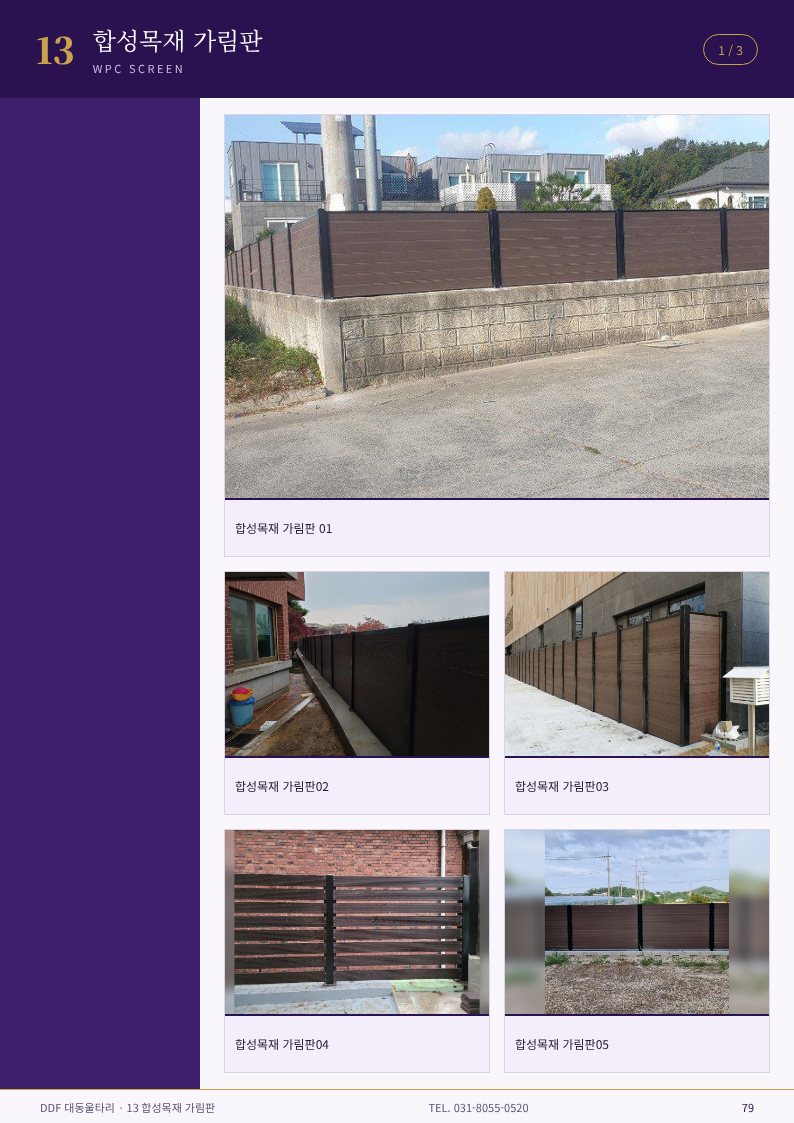 13
합성목재 가림판
WPC SCREEN
1 / 3
합성목재 가림판 01
합성목재 가림판02
합성목재 가림판03
합성목재 가림판04
합성목재 가림판05
DDF 대동울타리 · 13 합성목재 가림판
TEL. 031-8055-0520
79